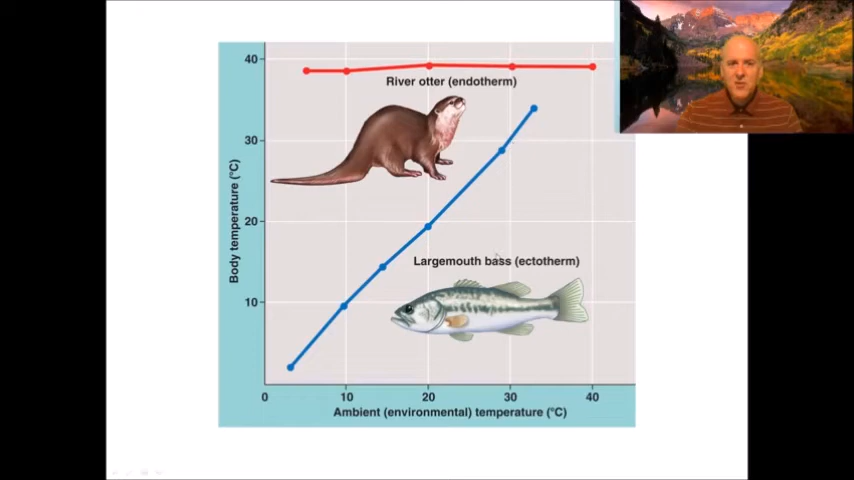 40
River otter (endotherm)
30
Body temperature (°C)
20
Largemouth bass (ectotherm)
10
0 10 20 30 40
Ambient (environmental) temperature (°C)